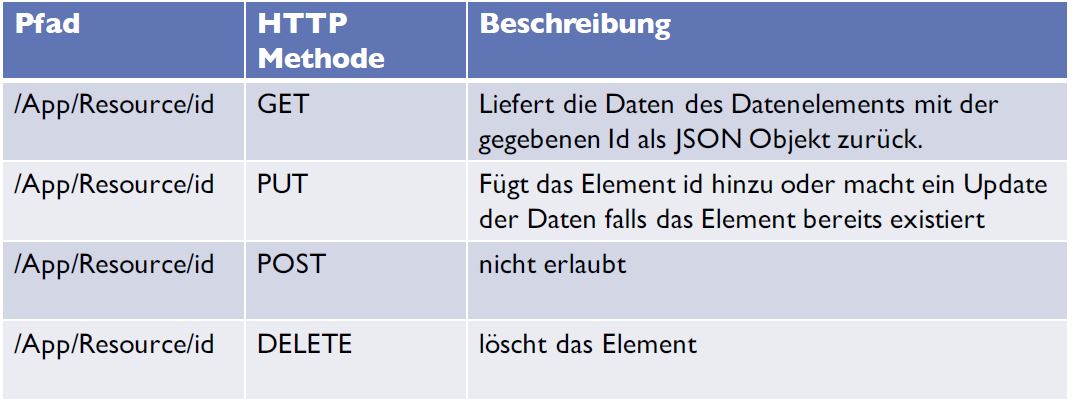 Pfad HTTP Methode Beschreibung
/App/Resource/id GET Liefert die Daten des Datenelements mit der
gegebenen Id als JSON Objekt zurück.
/App/Resource/id PUT Fügt das Element id hinzu oder macht ein Update
der Daten falls das Element bereits existiert
/App/Resource/id POST nicht erlaubt
/App/Resource/id DELETE löscht das Element